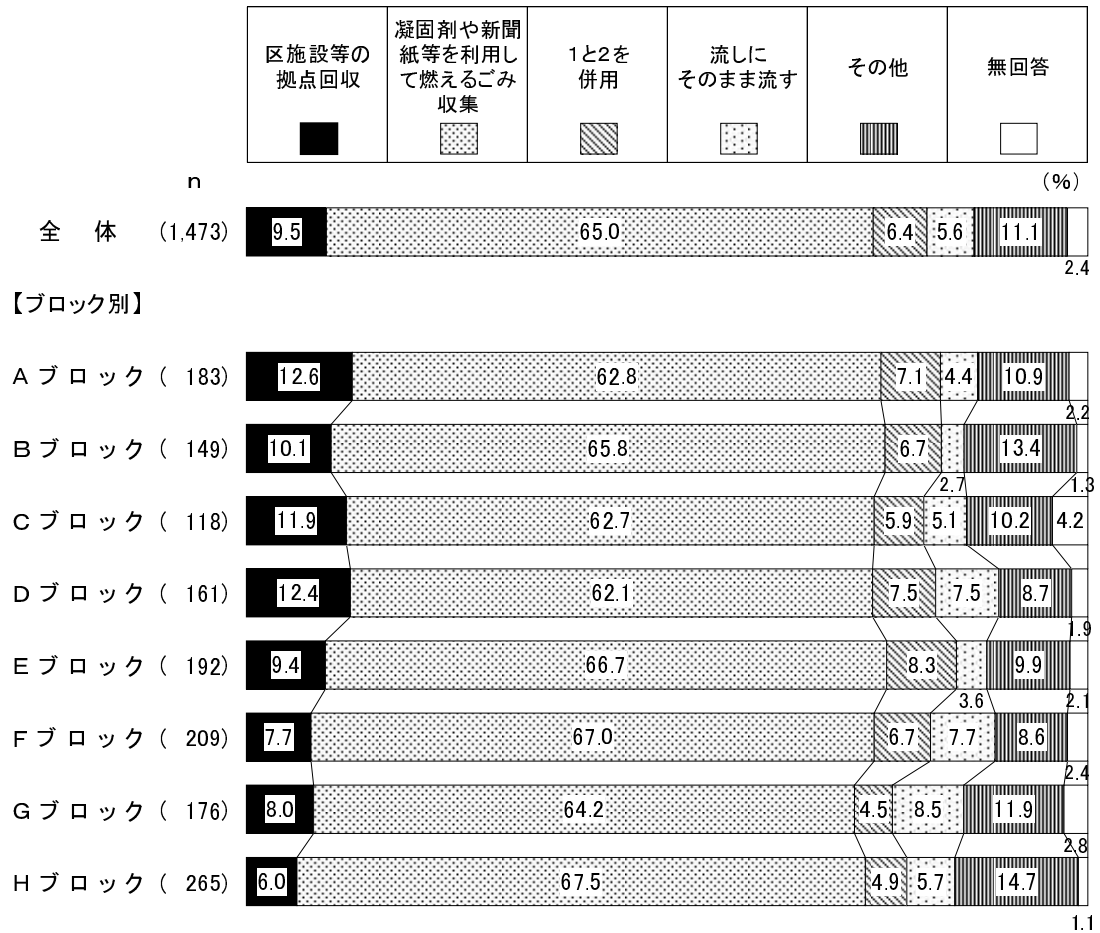 区施設等の
拠点回収
凝固剤や新聞
紙等を利用し
て燃えるごみ
収集
1と2を
併用
流しに
そのまま流す
その他
無回答
n
(%)
全 体 (1,473) 9.5 65.0 6.4 5.6 11.1
2.4
【ブロック別】
Aブロック( 183) 12.6 62.8 7.1 4.4 10.9
2.2
Bブロック( 149) 10.1 65.8 6.7 13.4
2.7 1.3
Cブロック( 118) 11.9 62.7 5.9 5.1 10.2 4.2
Dブロック( 161) 12.4 62.1 7.5 7.5 8.7
1.9
Eブロック( 192) 9.4 66.7 8.3 9.9
3.6 2.1
Fブロック( 209) 7.7 67.0 6.7 7.7 8.6
2.4
Gブロック( 176) 8.0 64.2 4.5 8.5 11.9
2.8
Hブロック( 265) 6.0 67.5 4.9 5.7 14.7
1.1